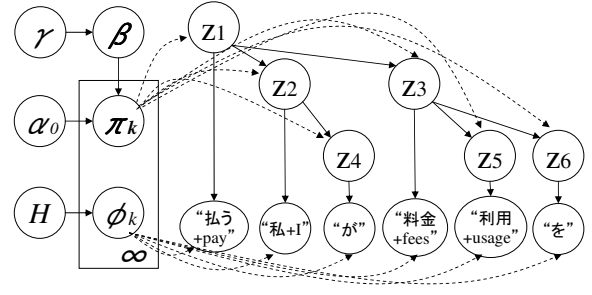 γ
β
z1
z2
z3
α0
πk
z4
z5
z6
H
ϕk
∞
“払う
+pay”
“私+I”
“が”
“料金
+fees”
“利用
+usage”
“を”